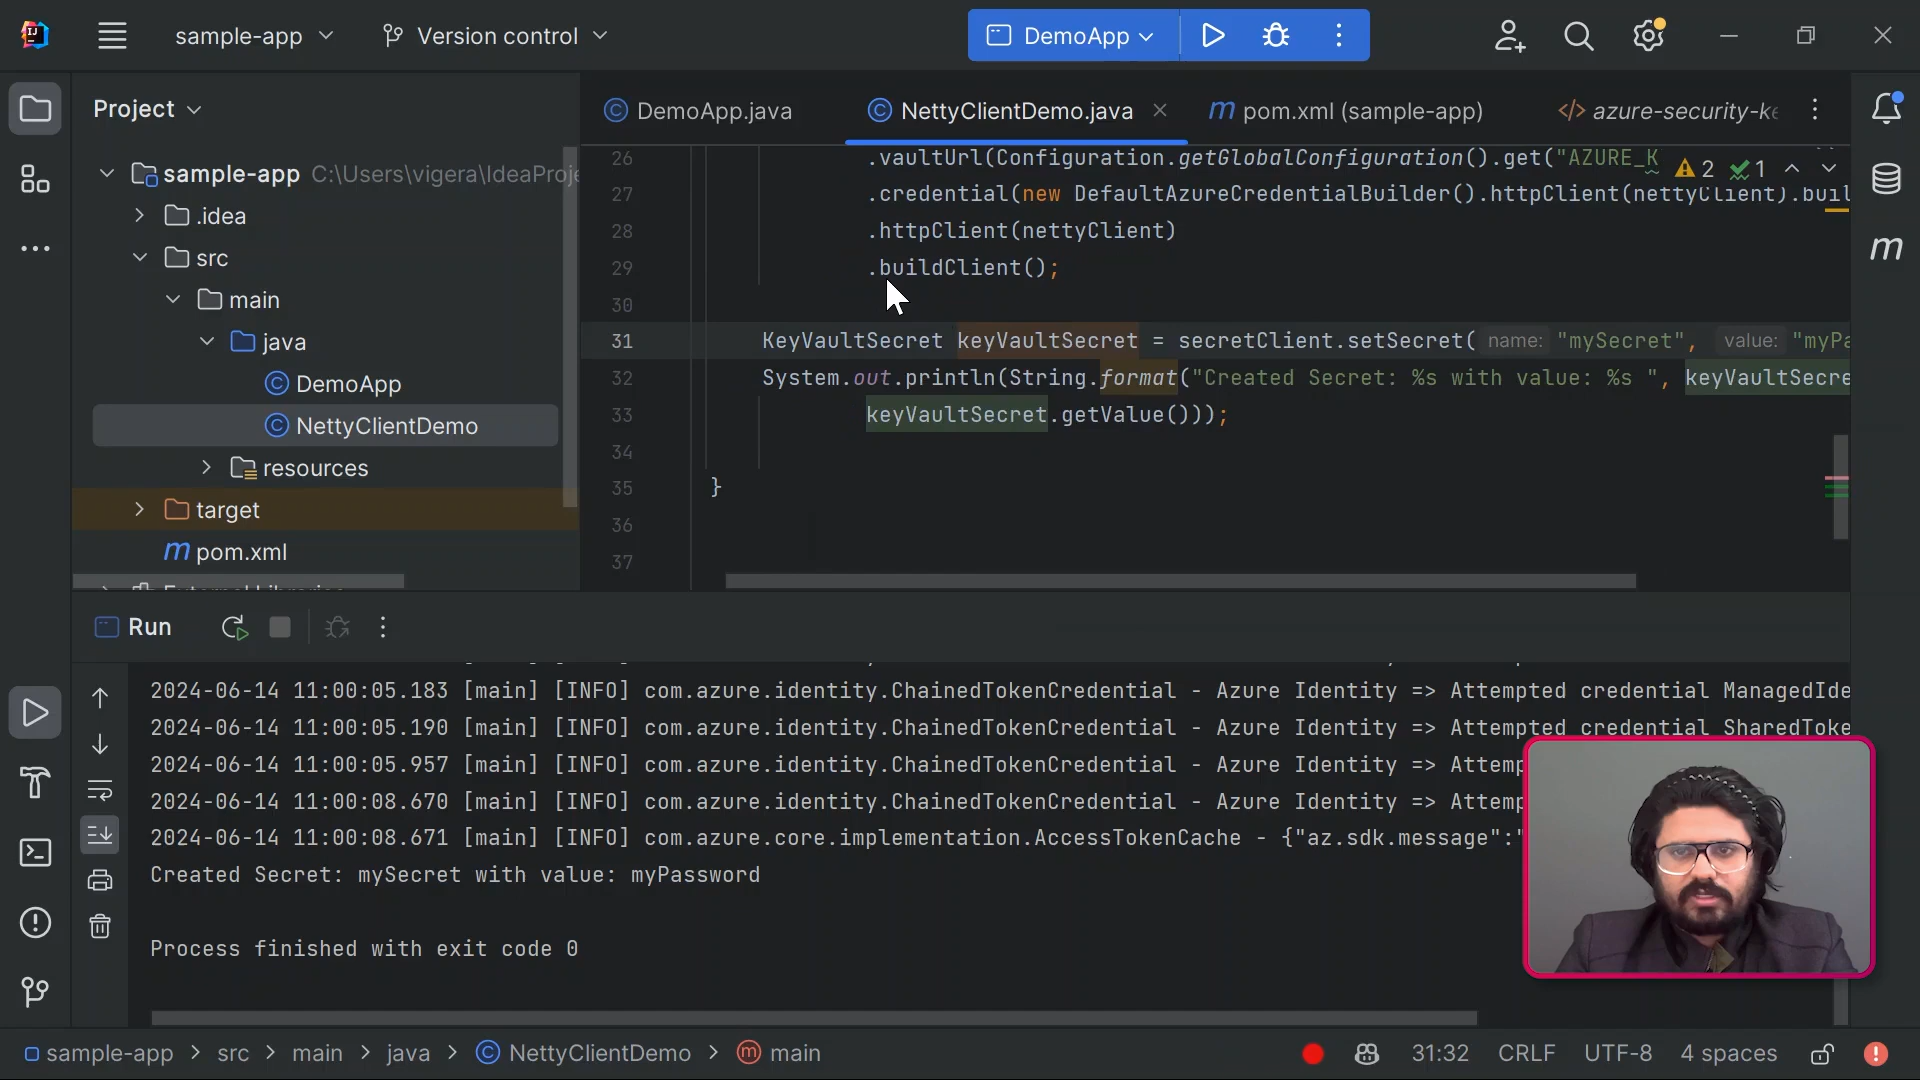 sample-app
Version control
DemoApp
Project
DemoApp.java
NettyClientDemo.java
pom.xml (sample-app)
azure-security-ke
sample-app C:\Users\vigera\IdeaProje
.idea
src
main
java
DemoApp
NettyClientDemo
resources
target
pom.xml
External Libraries
26 .vaultUrl(Configuration.getGlobalConfiguration().get("AZURE_K
2 1
27 .credential(new DefaultAzureCredentialBuilder().httpClient(nettyClient).buil
28 .httpClient(nettyClient)
29 .buildClient();
30
31 KeyVaultSecret keyVaultSecret = secretClient.setSecret( name: "mySecret", value: "myPa
32 System.out.println(String.format("Created Secret: %s with value: %s ", keyVaultSecre
33 keyVaultSecret.getValue()));
34
35 }
36
37
Run
2024-06-14 11:00:05.183 [main] [INFO] com.azure.identity.ChainedTokenCredential - Azure Identity => Attempted credential ManagedIde
2024-06-14 11:00:05.190 [main] [INFO] com.azure.identity.ChainedTokenCredential - Azure Identity => Attempted credential SharedToke
2024-06-14 11:00:05.957 [main] [INFO] com.azure.identity.ChainedTokenCredential - Azure Identity => Attemp
2024-06-14 11:00:08.670 [main] [INFO] com.azure.identity.ChainedTokenCredential - Azure Identity => Attemp
2024-06-14 11:00:08.671 [main] [INFO] com.azure.core.implementation.AccessTokenCache - {"az.sdk.message":"
Created Secret: mySecret with value: myPassword
Process finished with exit code 0
sample-app > src > main > java > NettyClientDemo > main
31:32 CRLF UTF-8 4 spaces